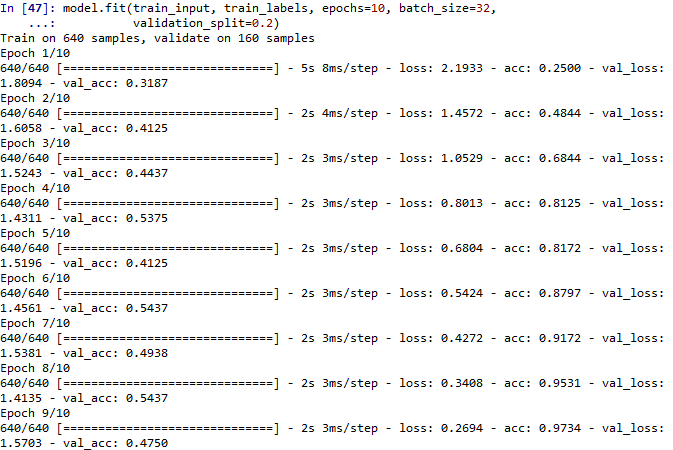 In [47]: model.fit(train_input, train_labels, epochs=10, batch_size=32,
...: validation_split=0.2)
Train on 640 samples, validate on 160 samples
Epoch 1/10
640/640 [==============================] - 5s 8ms/step - loss: 2.1933 - acc: 0.2500 - val_loss:
1.8094 - val_acc: 0.3187
Epoch 2/10
640/640 [==============================] - 2s 4ms/step - loss: 1.4572 - acc: 0.4844 - val_loss:
1.6058 - val_acc: 0.4125
Epoch 3/10
640/640 [==============================] - 2s 3ms/step - loss: 1.0529 - acc: 0.6844 - val_loss:
1.5243 - val_acc: 0.4437
Epoch 4/10
640/640 [==============================] - 2s 3ms/step - loss: 0.8013 - acc: 0.8125 - val_loss:
1.4311 - val_acc: 0.5375
Epoch 5/10
640/640 [==============================] - 2s 3ms/step - loss: 0.6804 - acc: 0.8172 - val_loss:
1.5196 - val_acc: 0.4125
Epoch 6/10
640/640 [==============================] - 2s 3ms/step - loss: 0.5424 - acc: 0.8797 - val_loss:
1.4561 - val_acc: 0.5437
Epoch 7/10
640/640 [==============================] - 2s 3ms/step - loss: 0.4272 - acc: 0.9172 - val_loss:
1.5381 - val_acc: 0.4938
Epoch 8/10
640/640 [==============================] - 2s 3ms/step - loss: 0.3408 - acc: 0.9531 - val_loss:
1.4135 - val_acc: 0.5437
Epoch 9/10
640/640 [==============================] - 2s 3ms/step - loss: 0.2694 - acc: 0.9734 - val_loss:
1.5703 - val_acc: 0.4750